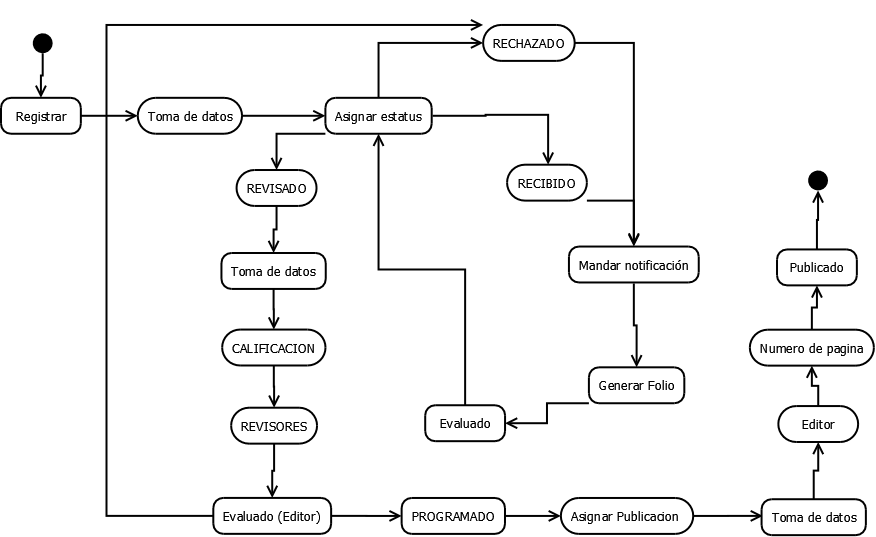 RECHAZADO
Registrar
Toma de datos
Asignar estatus
REVISADO
RECIBIDO
Toma de datos
Mandar notificación
Publicado
CALIFICACION
Numero de pagina
Generar Folio
REVISORES
Evaluado
Editor
Evaluado (Editor)
PROGRAMADO
Asignar Publicacion
Toma de datos